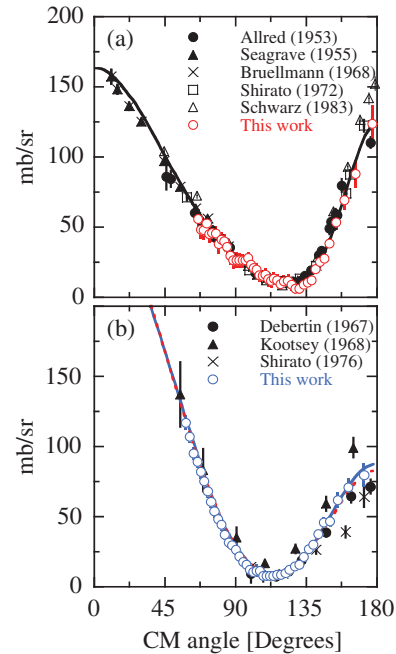 (a)
Allred (1953)
Seagrave (1955)
Bruellmann (1968)
Shirato (1972)
Schwarz (1983)
This work
200
150
100
50
0
mb/sr
(b)
Debertin (1967)
Kootsey (1968)
Shirato (1976)
This work
150
100
50
0
mb/sr
0 45 90 135 180
CM angle [Degrees]